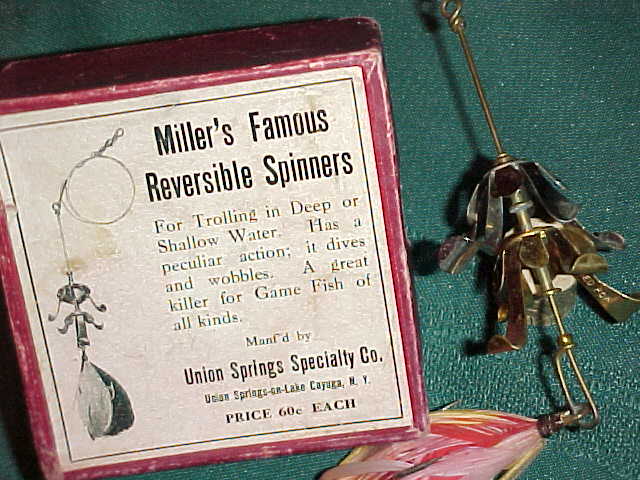 Miller's Famous
Reversible Spinners
For Trolling in Deep or
Shallow Water. Has a
peculiar action; it dives
and wobbles. A great
killer for Game Fish of
all kinds.
Manf'd by
Union Springs Specialty Co.
Union Springs-on-Lake Cayuga, N. Y.
PRICE 60c EACH